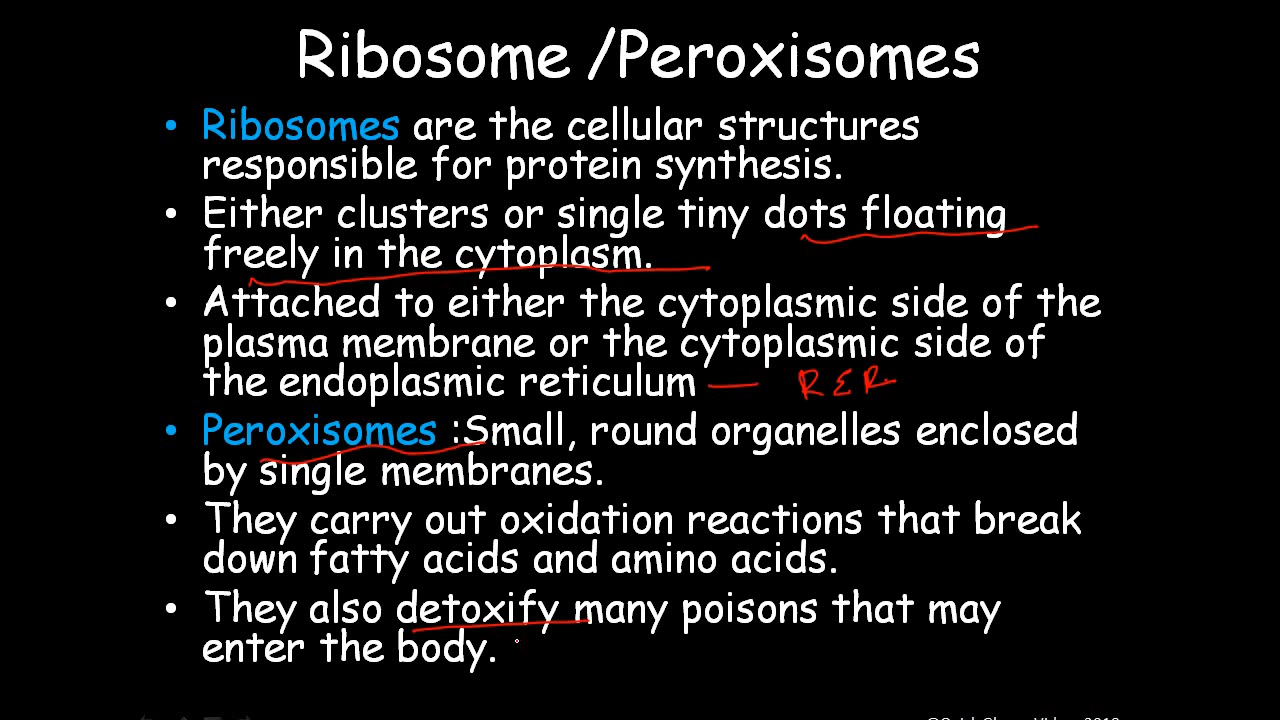 Ribosome /Peroxisomes
• Ribosomes are the cellular structures
responsible for protein synthesis.
• Either clusters or single tiny dots floating
freely in the cytoplasm.
• Attached to either the cytoplasmic side of the
plasma membrane or the cytoplasmic side of
the endoplasmic reticulum — RER
• Peroxisomes :Small, round organelles enclosed
by single membranes.
• They carry out oxidation reactions that break
down fatty acids and amino acids.
• They also detoxify many poisons that may
enter the body.